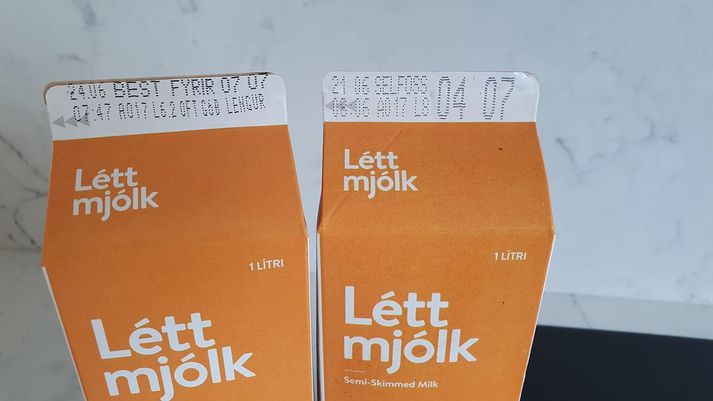 24.06 BEST FYRIR 07 07
07:47 A017 L6.2 OFT GóÐ LENGUR
Létt
mjólk
1 LÍTRI
Létt
mjólk
21 06 SELFOSS 04 07
08:05 A017 L8
Létt
mjólk
1 LÍTRI
Létt
mjólk
Semi-Skimmed Milk